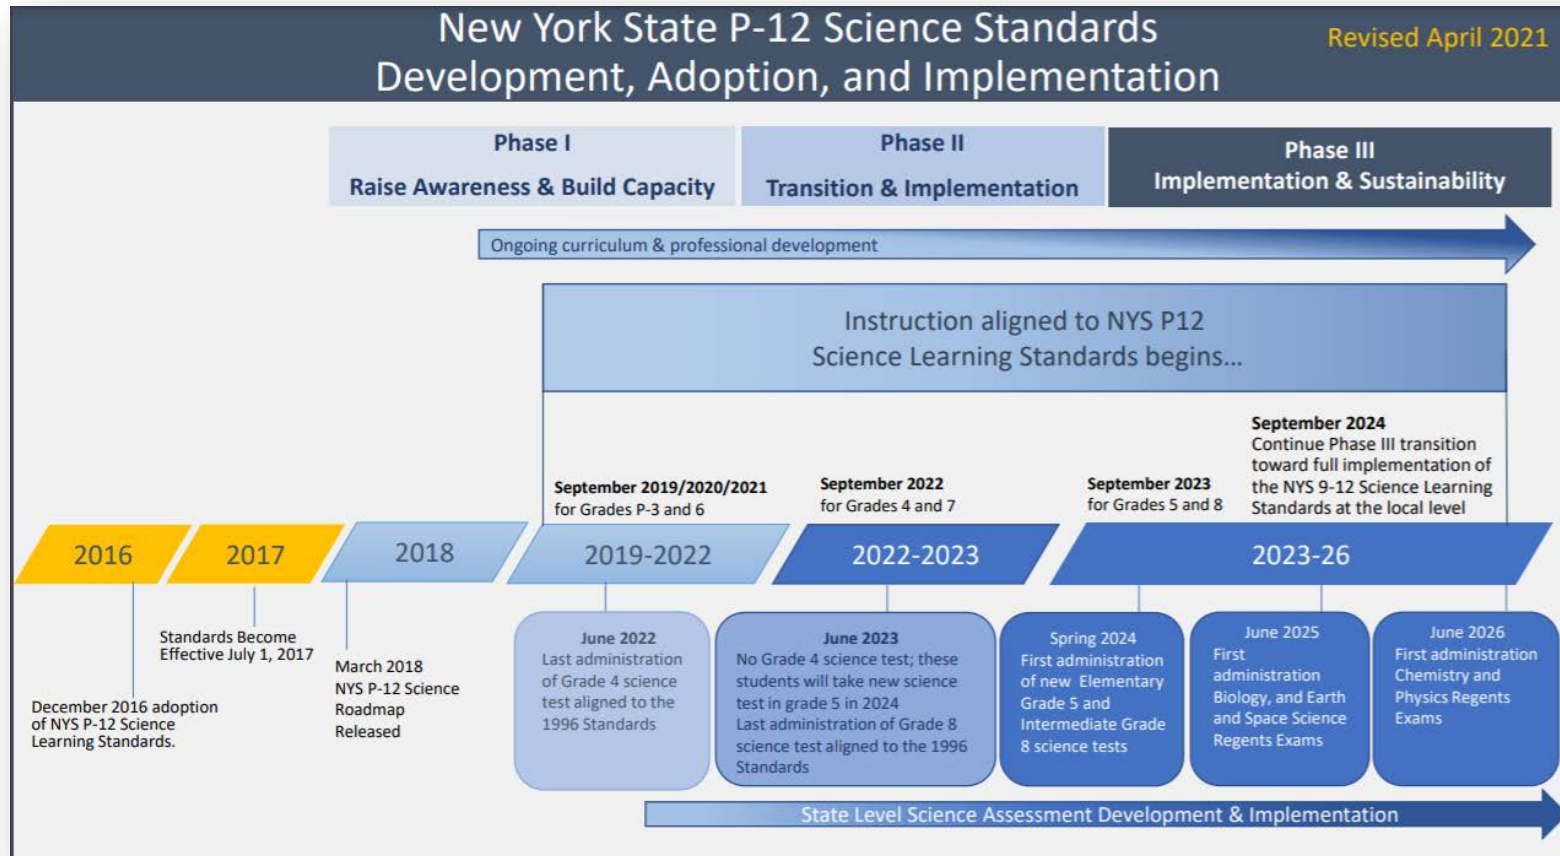 New York State P-12 Science Standards
Development, Adoption, and Implementation
Revised April 2021
Phase I
Raise Awareness & Build Capacity
Phase II
Transition & Implementation
Phase III
Implementation & Sustainability
Ongoing curriculum & professional development
Instruction aligned to NYS P12
Science Learning Standards begins...
September 2019/2020/2021
for Grades P-3 and 6
September 2022
for Grades 4 and 7
September 2023
for Grades 5 and 8
September 2024
Continue Phase III transition
toward full implementation of
the NYS 9-12 Science Learning
Standards at the local level
2016
2017
2018
2019-2022
2022-2023
2023-26
December 2016 adoption
of NYS P-12 Science
Learning Standards.
Standards Become
Effective July 1, 2017
March 2018
NYS P-12 Science
Roadmap
Released
June 2022
Last administration
of Grade 4 science
test aligned to the
1996 Standards
June 2023
No Grade 4 science test; these
students will take new science
test in grade 5 in 2024
Last administration of Grade 8
science test aligned to the 1996
Standards
Spring 2024
First administration
of new Elementary
Grade 5 and
Intermediate Grade
8 science tests
June 2025
First
administration
Biology, and Earth
and Space Science
Regents Exams
June 2026
First administration
Chemistry and
Physics Regents
Exams
State Level Science Assessment Development & Implementation